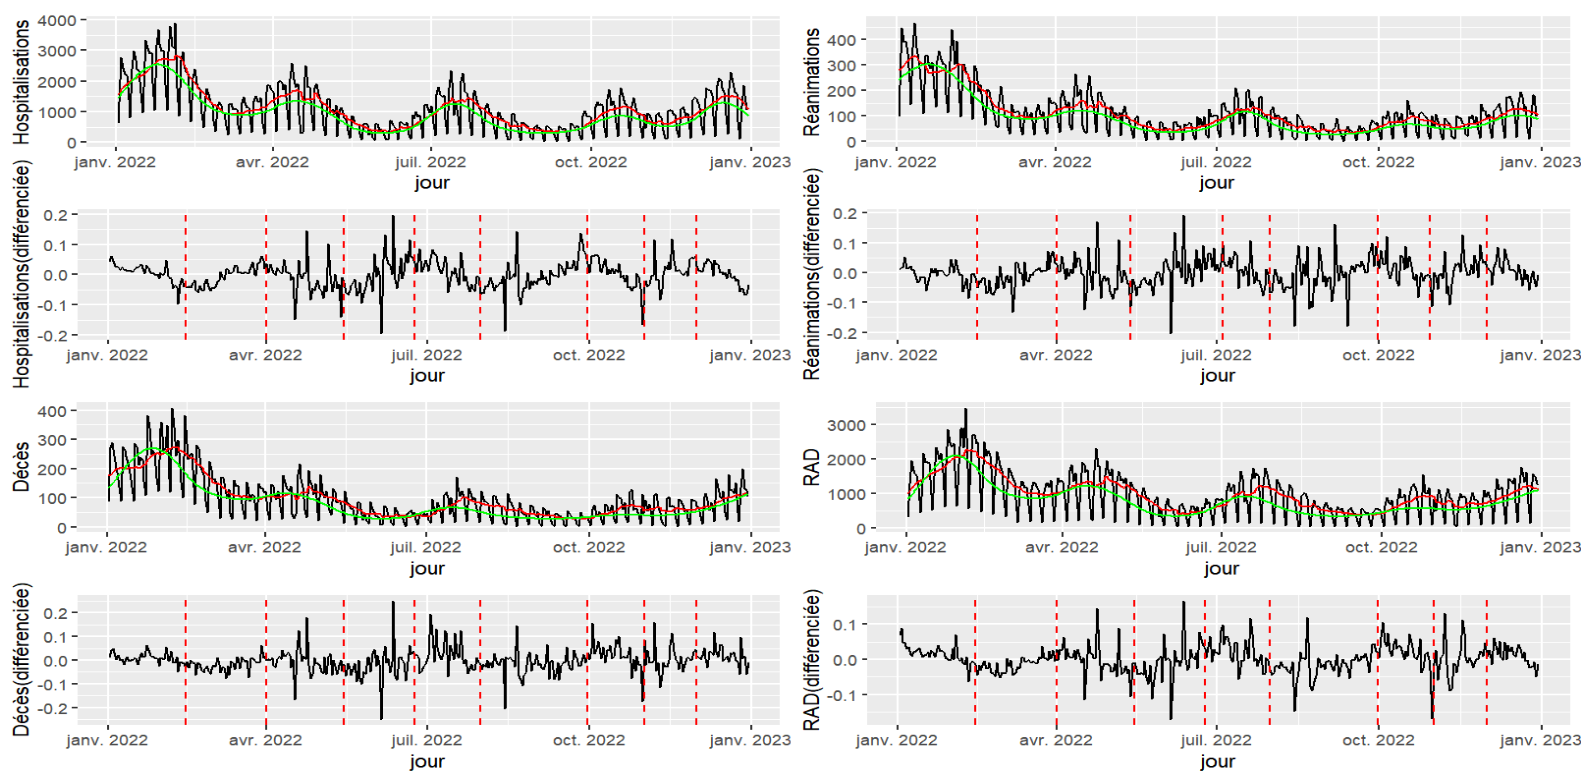 Hospitalisations
4000
3000
2000
1000
0
janv. 2022 avr. 2022 juil. 2022 oct. 2022 janv. 2023
jour
Réanimations
400
300
200
100
0
janv. 2022 avr. 2022 juil. 2022 oct. 2022 janv. 2023
jour
Hospitalisations(différenciée)
0.2
0.1
0.0
-0.1
-0.2
janv. 2022 avr. 2022 juil. 2022 oct. 2022 janv. 2023
jour
Réanimations(différenciée)
0.2
0.1
0.0
-0.1
-0.2
janv. 2022 avr. 2022 juil. 2022 oct. 2022 janv. 2023
jour
Décès
400
300
200
100
0
janv. 2022 avr. 2022 juil. 2022 oct. 2022 janv. 2023
jour
RAD
3000
2000
1000
0
janv. 2022 avr. 2022 juil. 2022 oct. 2022 janv. 2023
jour
Décès(différenciée)
0.2
0.1
0.0
-0.1
-0.2
janv. 2022 avr. 2022 juil. 2022 oct. 2022 janv. 2023
jour
RAD(différenciée)
0.1
0.0
-0.1
janv. 2022 avr. 2022 juil. 2022 oct. 2022 janv. 2023
jour